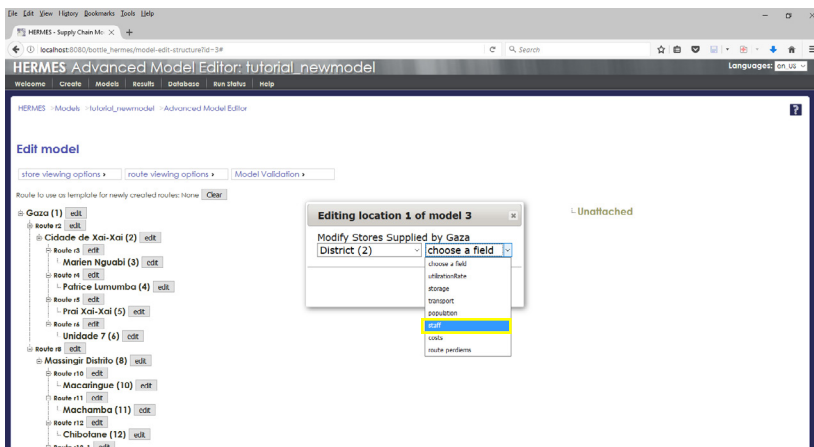 File Edit View History Bookmarks Tools Help
HERMES - Supply Chain Mo
localhost:8080/bottle_hermes/model-edit-structure?id=3#
Search
HERMES Advanced Model Editor: tutorial_newmodel
Languages: en_US
Welcome Create Models Results Database Run Status Help
HERMES >Models >tutorial_newmodel >Advanced Model Editor
?
Edit model
store viewing options route viewing options Model Validation
Route to use as template for newly created routes: None Clear
Gaza (1) edit
Route r2 edit
Cidade de Xai-Xai (2) edit
Route r3 edit
Marien Nguabi (3) edit
Route r4 edit
Patrice Lumumba (4) edit
Route r5 edit
Prai Xai-Xai (5) edit
Route r6 edit
Unidade 7 (6) edit
Route r8 edit
Massingir Distrito (8) edit
Route r10 edit
Macaringue (10) edit
Route r11 edit
Machamba (11) edit
Route r12 edit
Chibotane (12) edit
edit
Editing location 1 of model 3
Modify Stores Supplied by Gaza
District (2) choose a field
choose a field
utilizationRate
storage
transport
population
staff
costs
route perdiems
Unattached